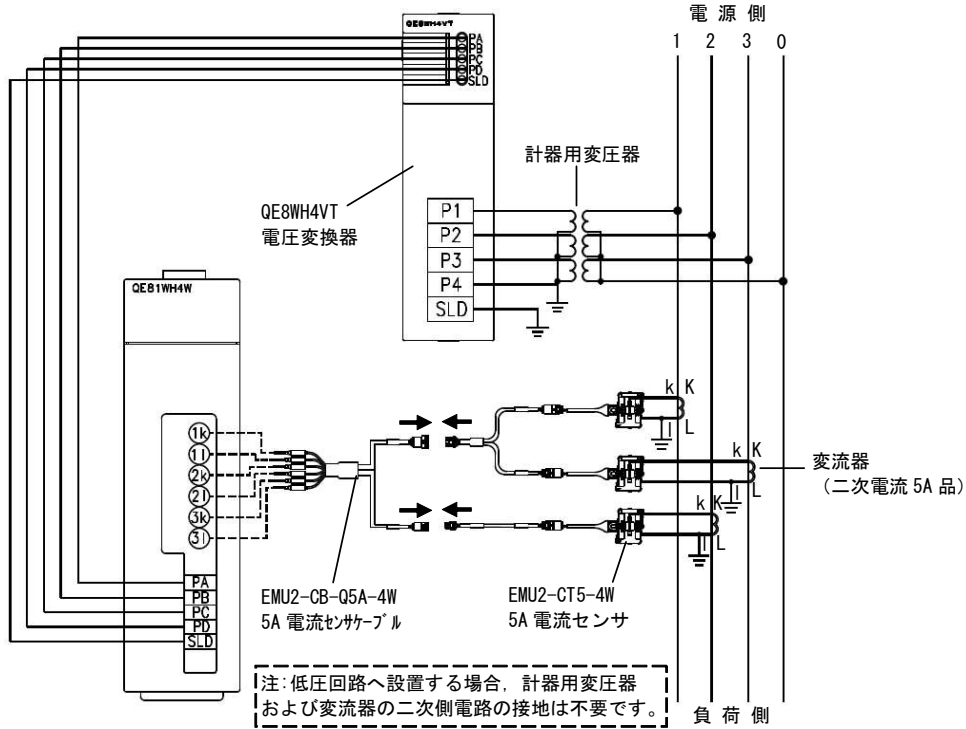 電 源 側
1 2 3 0
QE8WH4VT
PA
PB
PC
PD
SLD
計器用変圧器
QE8WH4VT
電圧変換器
P1
P2
P3
P4
SLD
QE81WH4W
1k
1l
2k
2l
3k
3l
k K
l L
k K
l L
k K
l L
変流器
(二次電流 5A 品)
PA
PB
PC
PD
SLD
EMU2-CB-Q5A-4W
5A 電流センサケーブル
EMU2-CT5-4W
5A 電流センサ
注:低圧回路へ設置する場合, 計器用変圧器
および変流器の二次側電路の接地は不要です。
負 荷 側